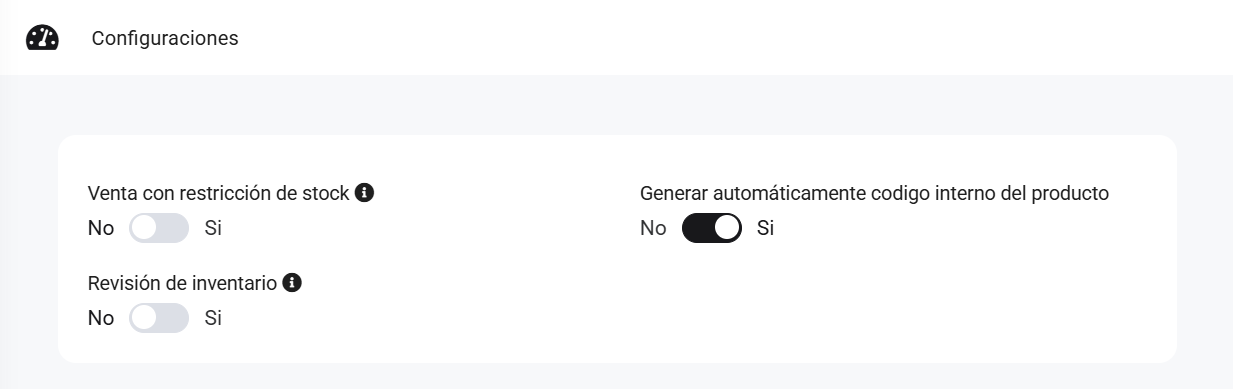 Configuraciones
Venta con restricción de stock
No Si
Generar automáticamente codigo interno del producto
No Si
Revisión de inventario
No Si